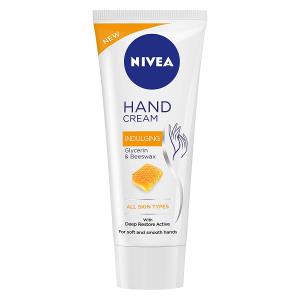 NEW
NIVEA
HAND
CREAM
INDULGING
Glycerin
& Beeswax
ALL SKIN TYPES
With
Deep Restore Active
For soft and smooth hands